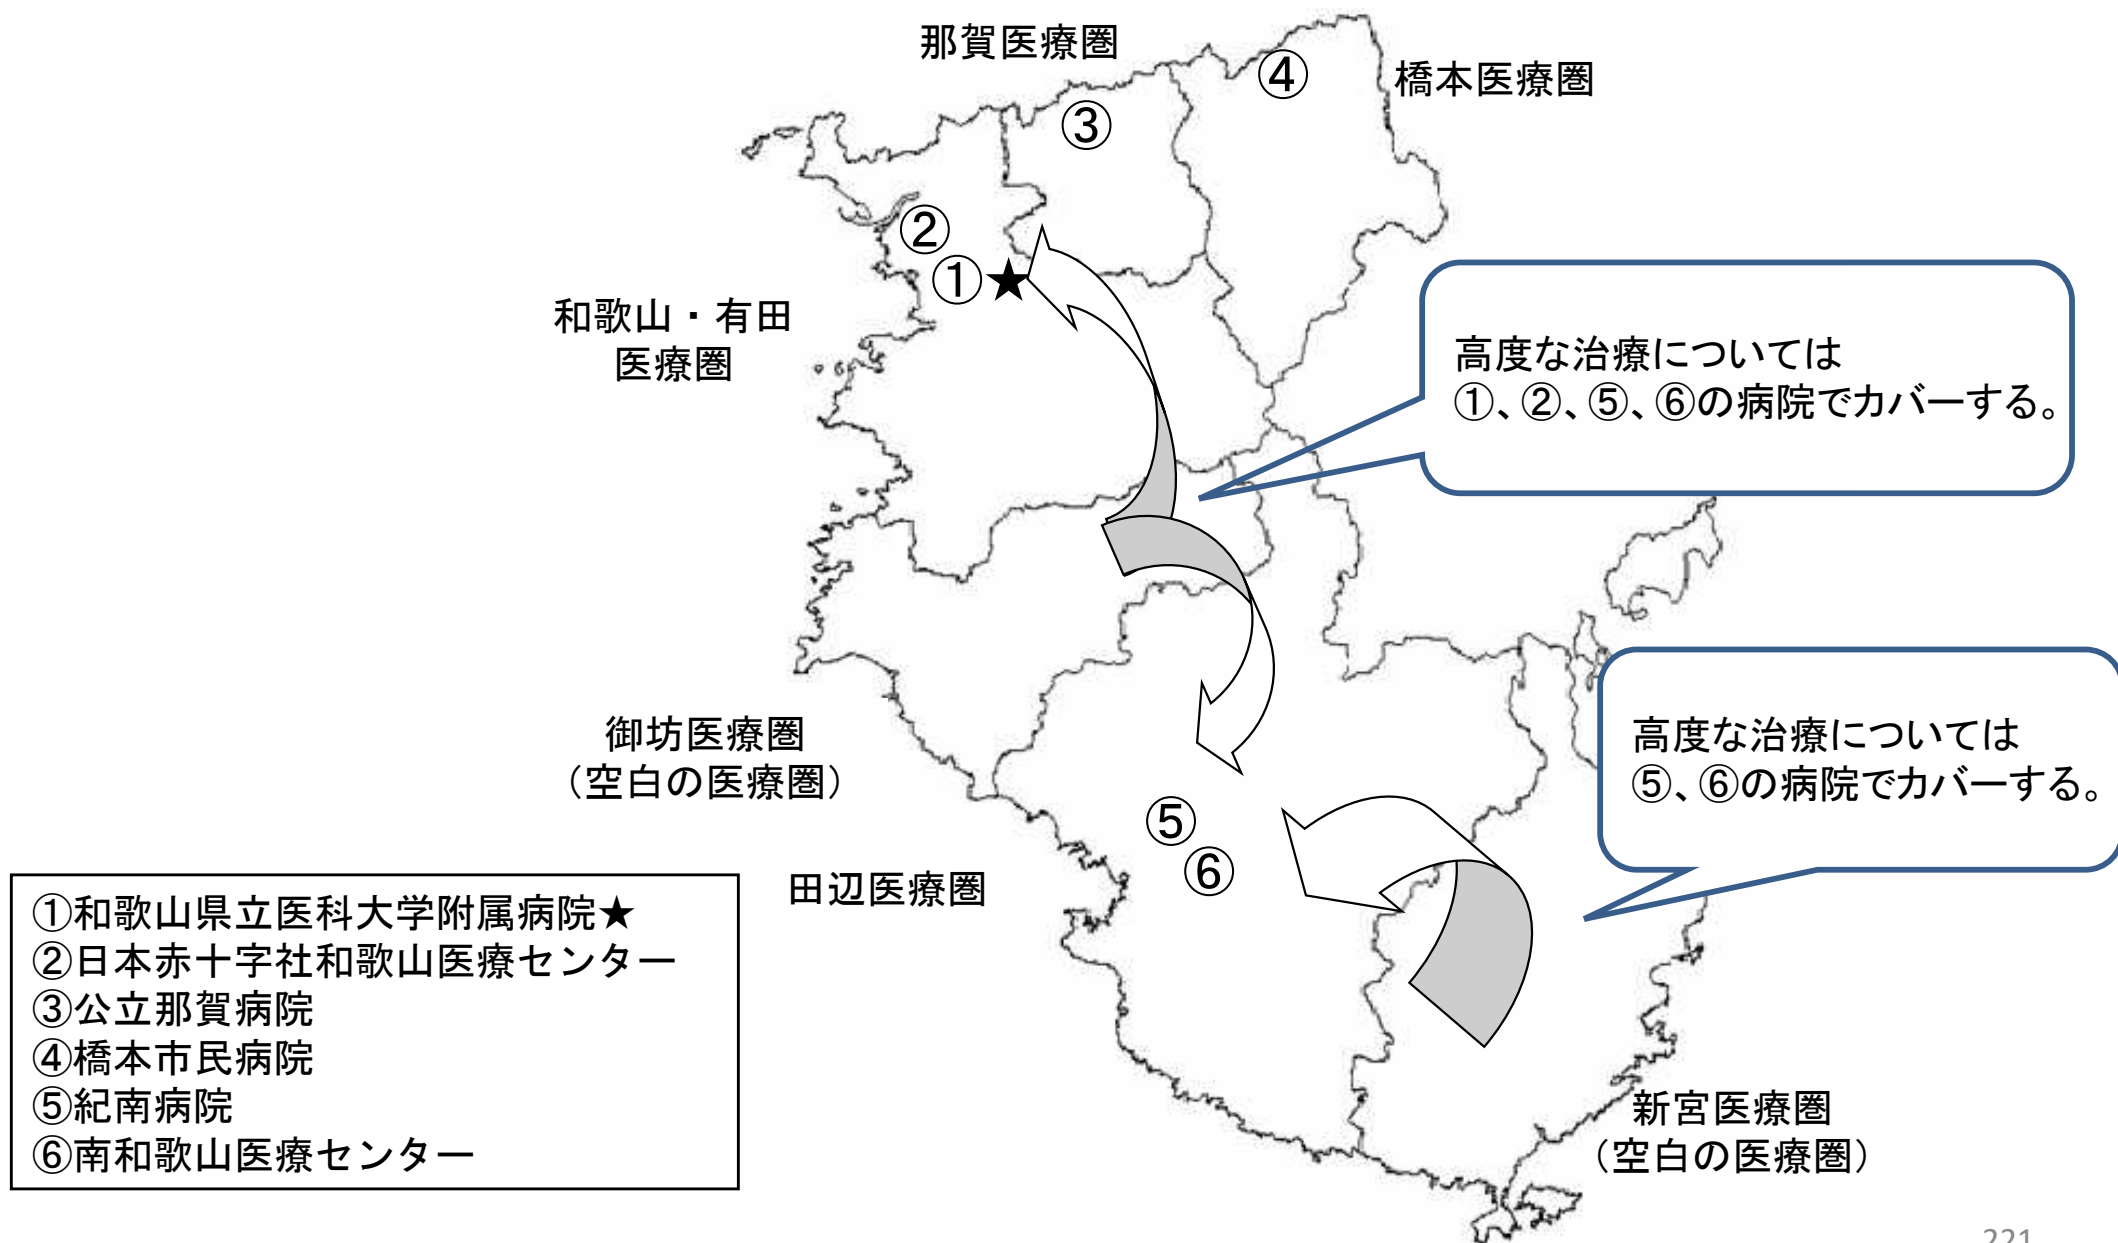 那賀医療圏
④
橋本医療圏
③
②
①★
和歌山・有田
医療圏
高度な治療については
①、②、⑤、⑥の病院でカバーする。
御坊医療圏
（空白の医療圏）
高度な治療については
⑤、⑥の病院でカバーする。
⑤
⑥
田辺医療圏
①和歌山県立医科大学附属病院★
②日本赤十字社和歌山医療センター
③公立那賀病院
④橋本市民病院
⑤紀南病院
⑥南和歌山医療センター
新宮医療圏
（空白の医療圏）
221